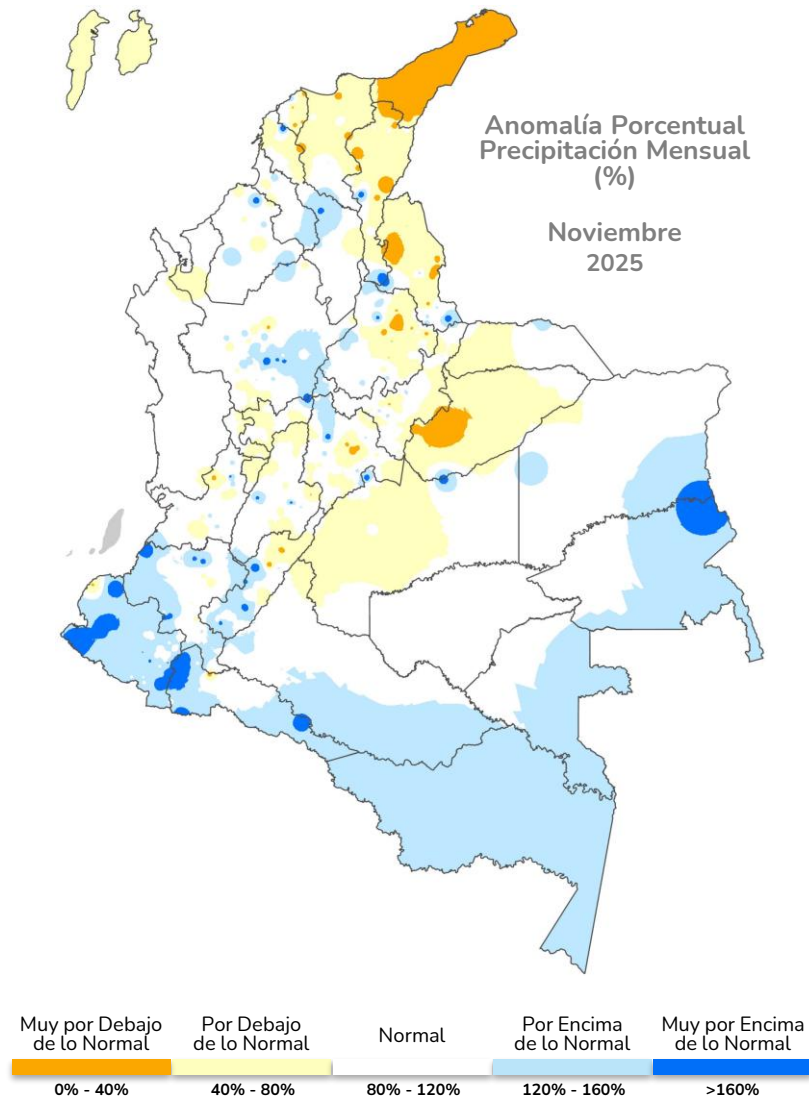 Anomalía Porcentual
Precipitación Mensual
(%)
Noviembre
2025
Muy por Debajo
de lo Normal
Por Debajo
de lo Normal
Normal
Por Encima
de lo Normal
Muy por Encima
de lo Normal
0% - 40%
40% - 80%
80% - 120%
120% - 160%
>160%